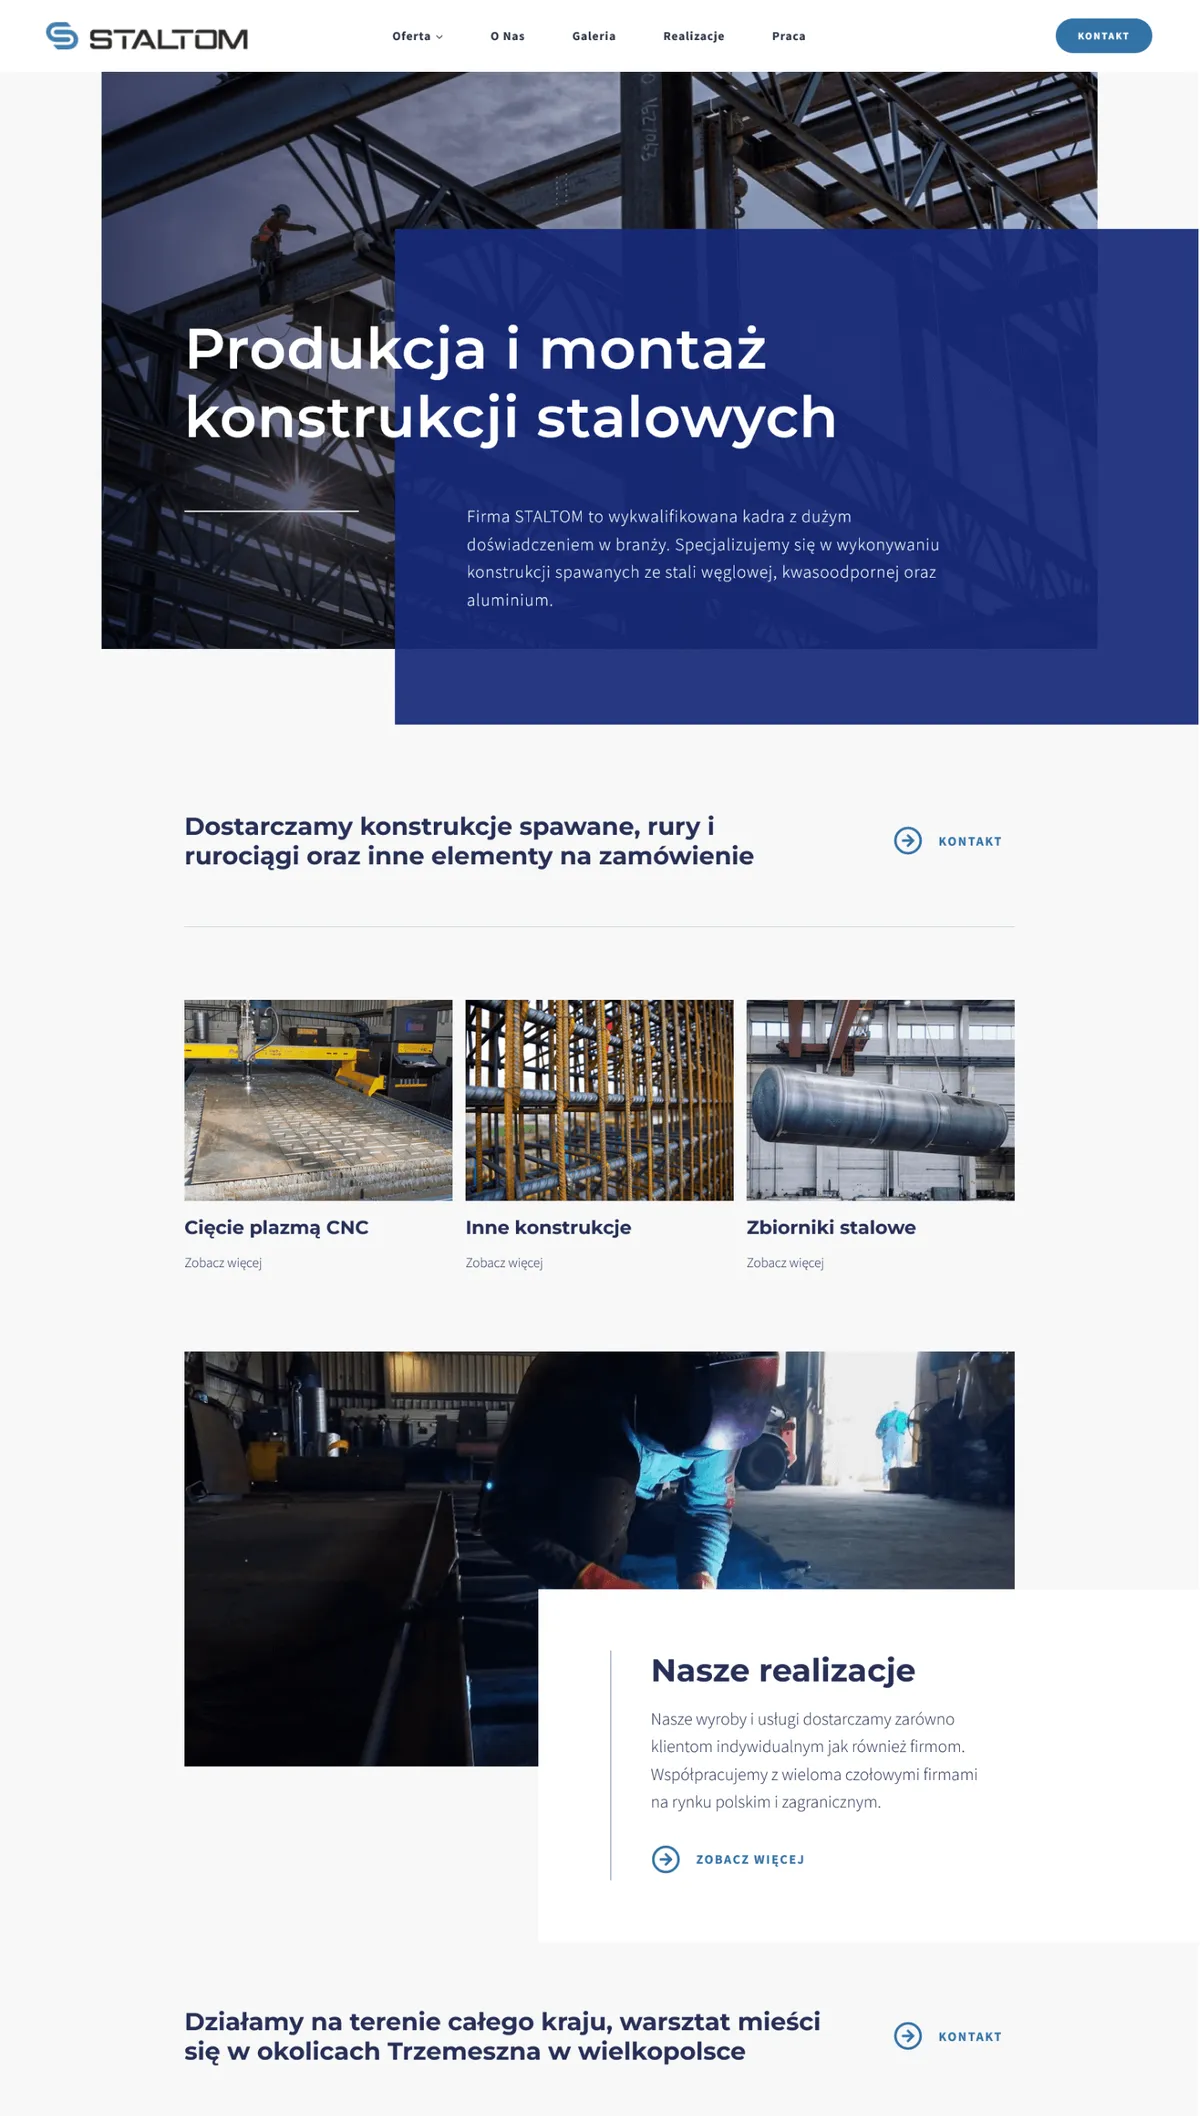 STALTOM
Oferta
O Nas
Galeria
Realizacje
Praca
KONTAKT
Produkcja i montaż
konstrukcji stalowych
Firma STALTOM to wykwalifikowana kadra z dużym
doświadczeniem w branży. Specjalizujemy się w wykonywaniu
konstrukcji spawanych ze stali węglowej, kwasoodpornej oraz
aluminium.
Dostarczamy konstrukcje spawane, rury i
rurociągi oraz inne elementy na zamówienie
KONTAKT
Cięcie plazmą CNC
Zobacz więcej
Inne konstrukcje
Zobacz więcej
Zbiorniki stalowe
Zobacz więcej
Nasze realizacje
Nasze wyroby i usługi dostarczamy zarówno
klientom indywidualnym jak również firmom.
Współpracujemy z wieloma czołowymi firmami
na rynku polskim i zagranicznym.
ZOBACZ WIĘCEJ
Działamy na terenie całego kraju, warsztat mieści
się w okolicach Trzemeszna w wielkopolsce
KONTAKT